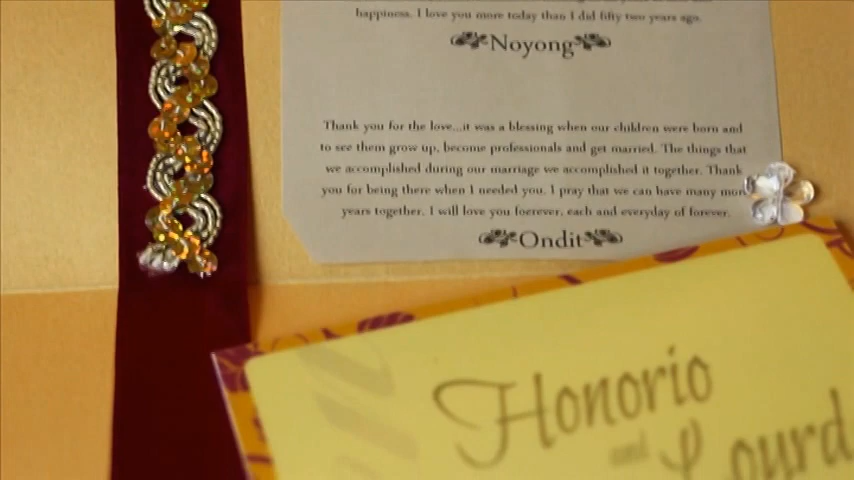 happiness. I love you more today than I did fifty two years ago.
Noyong
Thank you for the love...it was a blessing when our children were born and
to see them grow up, become professionals and get married. The things that
we accomplished during our marriage we accomplished it together. Thank
you for being there when I needed you. I pray that we can have many mor
years together. I will love you foerever, each and everyday of forever.
Ondit
Honorio
and
Lourd